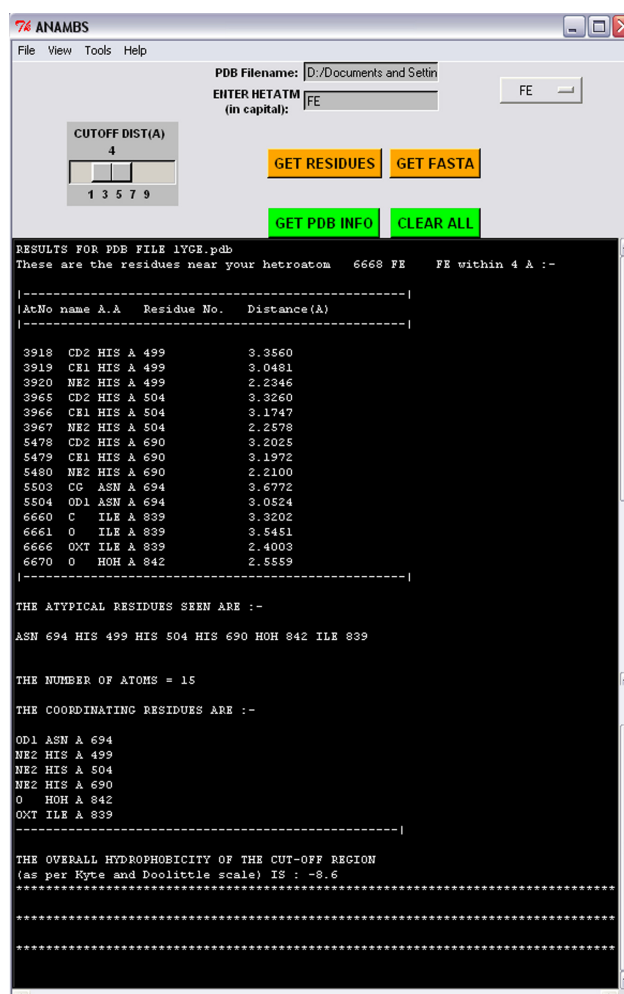 7% ANAMBS
File View Tools Help
PDB Filename: D:/Documents and Settin
ENTER HETATM
(in capital): FE
FE
CUTOFF DIST(A)
4
1 3 5 7 9
GET RESIDUES GET FASTA
GET PDB INFO CLEAR ALL
RESULTS FOR PDB FILE 1YGE.pdb
These are the residues near your hetroatom 6668 FE FE within 4 A :-
|---------------------------------------------------|
|AtNo name A.A Residue No. Distance(A)
|---------------------------------------------------|
3918 CD2 HIS A 499 3.3560
3919 CE1 HIS A 499 3.0481
3920 NE2 HIS A 499 2.2346
3965 CD2 HIS A 504 3.3260
3966 CE1 HIS A 504 3.1747
3967 NE2 HIS A 504 2.2578
5478 CD2 HIS A 690 3.2025
5479 CE1 HIS A 690 3.1972
5480 NE2 HIS A 690 2.2100
5503 CG ASN A 694 3.6772
5504 OD1 ASN A 694 3.0524
6660 C ILE A 839 3.3202
6661 O ILE A 839 3.5451
6666 OXT ILE A 839 2.4003
6670 O HOH A 842 2.5559
|---------------------------------------------------|
THE ATYPICAL RESIDUES SEEN ARE :-
ASN 694 HIS 499 HIS 504 HIS 690 HOH 842 ILE 839
THE NUMBER OF ATOMS = 15
THE COORDINATING RESIDUES ARE :-
OD1 ASN A 694
NE2 HIS A 499
NE2 HIS A 504
NE2 HIS A 690
O HOH A 842
OXT ILE A 839
---------------------------------------------------|
THE OVERALL HYDROPHOBICITY OF THE CUT-OFF REGION
(as per Kyte and Doolittle scale) IS : -8.6
********************************************************************************
********************************************************************************
********************************************************************************